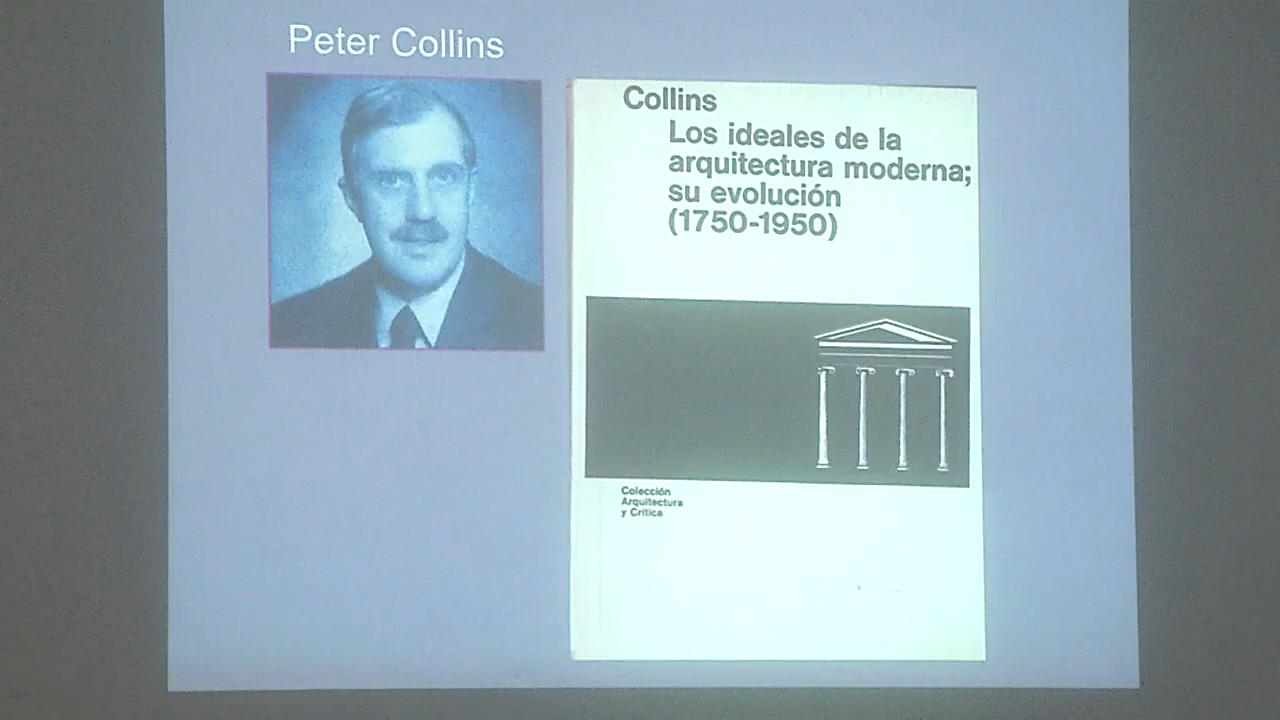 Peter Collins
Collins
Los ideales de la
arquitectura moderna;
su evolución
(1750-1950)
Colección
Arquitectura
y Crítica